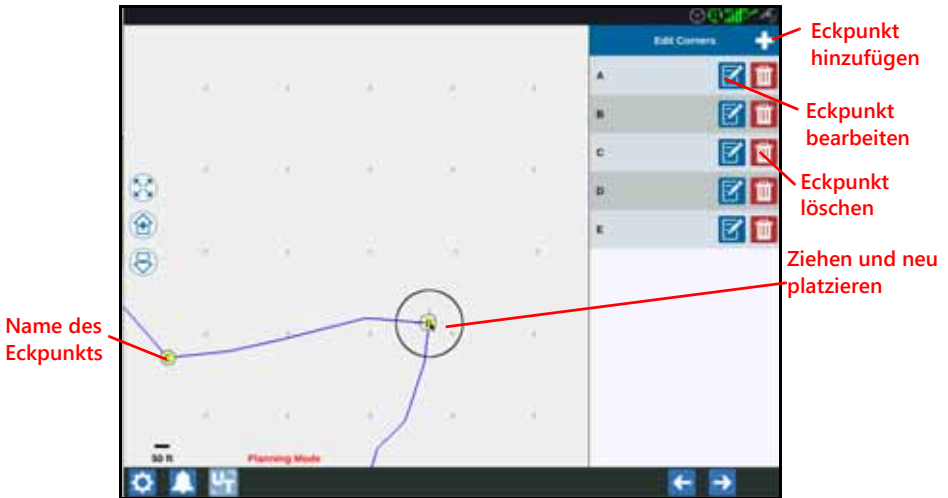 Edit Corners
Eckpunkt
hinzufügen
A
B
Eckpunkt
bearbeiten
C
D
Eckpunkt
löschen
E
Ziehen und neu
platzieren
Name des
Eckpunkts
50 ft
Planning Mode
UT